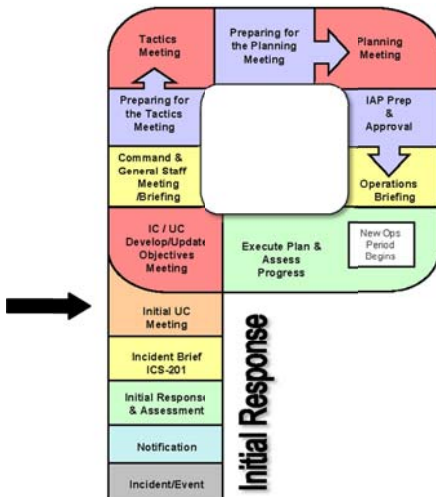 Tactics
Meeting
Preparing for
the Planning
Meeting
Planning
Meeting
Preparing for
the Tactics
Meeting
IAP Prep
&
Approval
Command &
General Staff
Meeting
/Briefing
Operations
Briefing
IC / UC
Develop/Update
Objectives
Meeting
Execute Plan &
Assess
Progress
New Ops
Period
Begins
Initial UC
Meeting
Incident Brief
ICS-201
Initial Response
& Assessment
Notification
Incident/Event
Initial Response